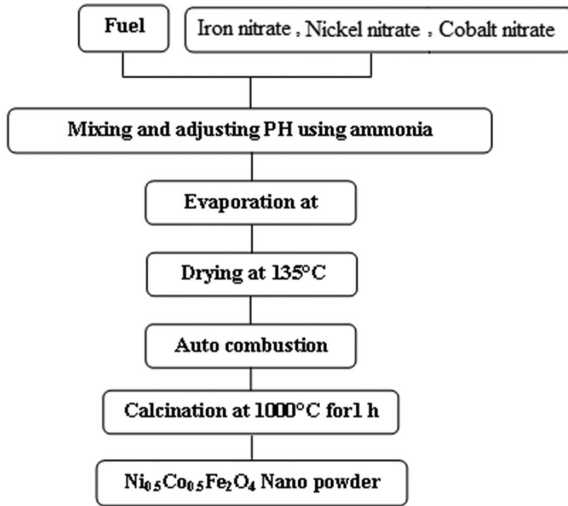 Fuel
Iron nitrate , Nickel nitrate , Cobalt nitrate
Mixing and adjusting PH using ammonia
Evaporation at
Drying at 135°C
Auto combustion
Calcination at 1000°C for1 h
Ni₀.₅Co₀.₅Fe₂O₄ Nano powder